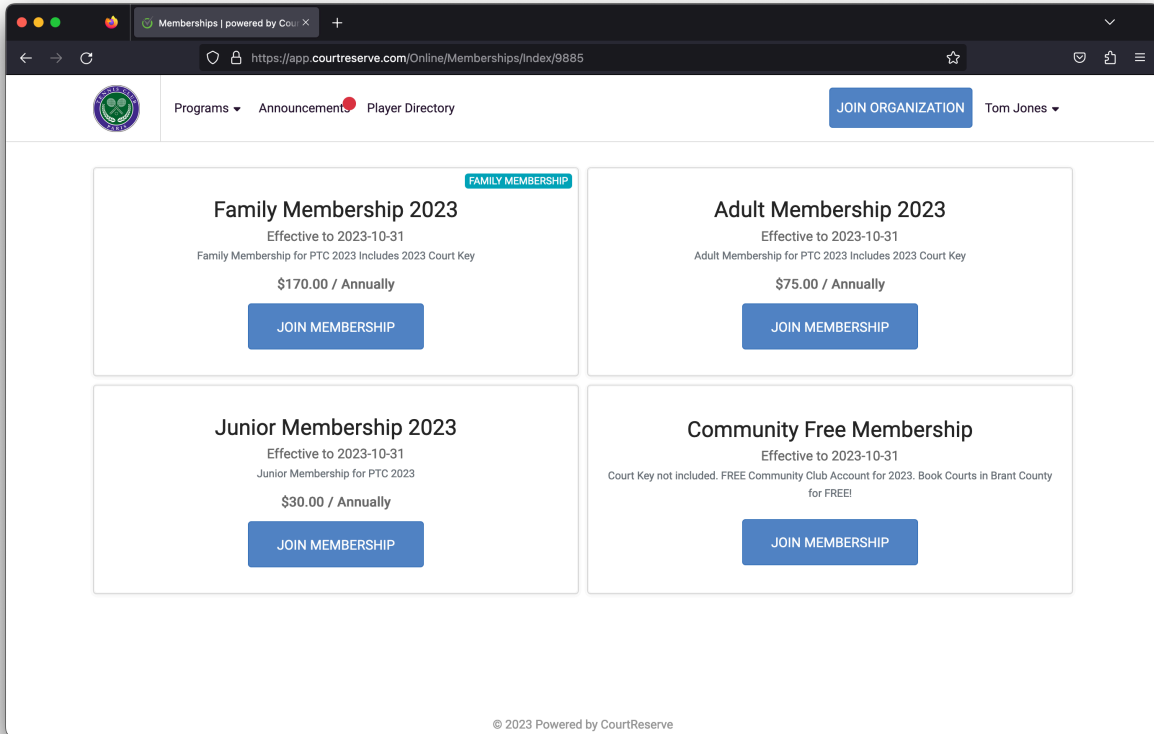 Memberships | powered by Cou
https://app.courtreserve.com/Online/Memberships/Index/9885
TENNIS CLUB
PARIS
Programs
Announcements
Player Directory
JOIN ORGANIZATION
Tom Jones
FAMILY MEMBERSHIP
Family Membership 2023
Effective to 2023-10-31
Family Membership for PTC 2023 Includes 2023 Court Key
$170.00 / Annually
JOIN MEMBERSHIP
Adult Membership 2023
Effective to 2023-10-31
Adult Membership for PTC 2023 Includes 2023 Court Key
$75.00 / Annually
JOIN MEMBERSHIP
Junior Membership 2023
Effective to 2023-10-31
Junior Membership for PTC 2023
$30.00 / Annually
JOIN MEMBERSHIP
Community Free Membership
Effective to 2023-10-31
Court Key not included. FREE Community Club Account for 2023. Book Courts in Brant County
for FREE!
JOIN MEMBERSHIP
© 2023 Powered by CourtReserve